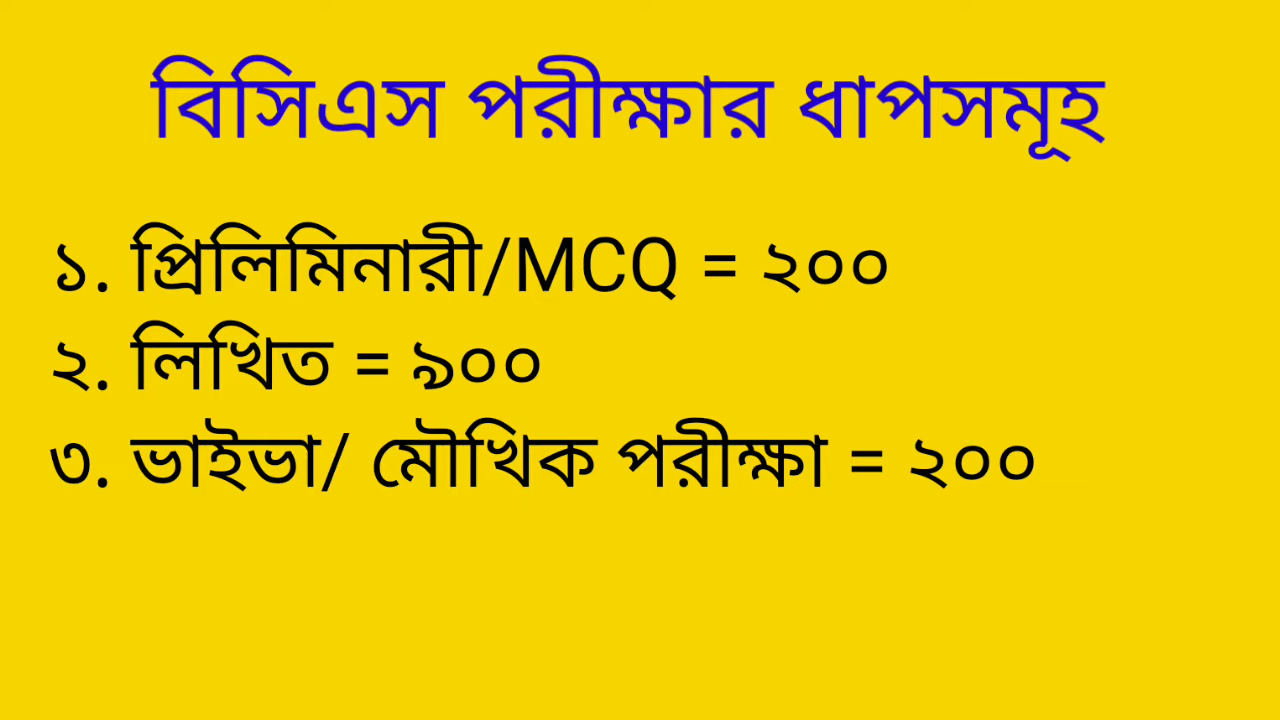 বিসিএস পরীক্ষার ধাপসমূহ
১. প্রিলিমিনারী/MCQ = ২০০
২. লিখিত = ৯০০
৩. ভাইভা/ মৌখিক পরীক্ষা = ২০০